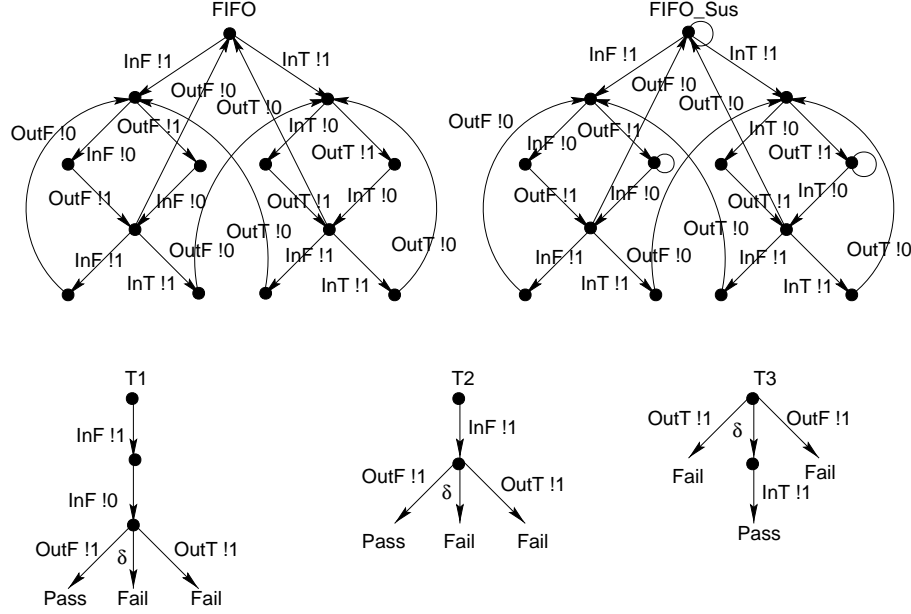 FIFO
FIFO_Sus
InF !1
InT !1
OutF !0
OutT !0
OutF !0
OutF !1
InF !0
InT !0
OutT !1
OutF !1
InF !0
OutT !1
InT !0
OutF !0
OutT !0
OutT !0
InF !1
InT !1
InF !1
InT !1
InF !1
InT !1
OutF !0
OutT !0
OutF !0
OutF !1
InF !0
InT !0
OutT !1
OutF !1
InF !0
OutT !1
InT !0
OutF !0
OutT !0
OutT !0
InF !1
InT !1
InF !1
InT !1
T1
InF !1
InF !0
OutF !1
δ
OutT !1
Pass
Fail
Fail
T2
InF !1
OutF !1
δ
OutT !1
Pass
Fail
Fail
T3
OutT !1
δ
OutF !1
Fail
Fail
InT !1
Pass